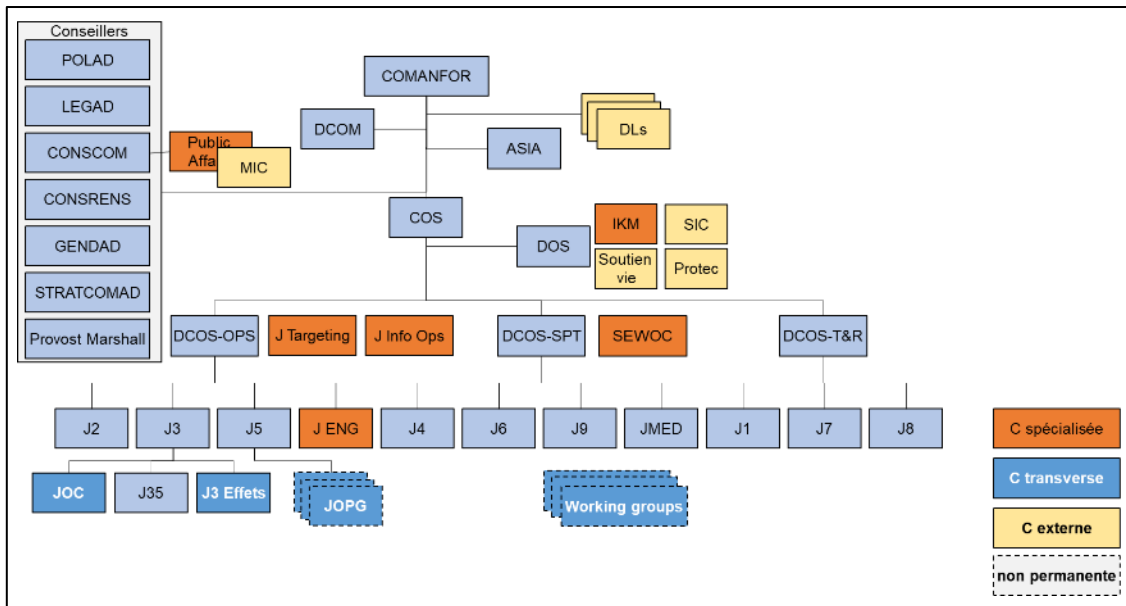 Conseillers
POLAD
LEGAD
CONSCOM
CONSRENS
GENDAD
STRATCOMAD
Provost Marshall
Public
Affa
MIC
COMANFOR
DCOM
ASIA
DLs
COS
DOS
IKM
SIC
Soutien
vie
Protec
DCOS-OPS
J Targeting
J Info Ops
DCOS-SPT
SEWOC
DCOS-T&R
J2
J3
J5
J ENG
J4
J6
J9
JMED
J1
J7
J8
JOC
J35
J3 Effets
JOPG
Working groups
C spécialisée
C transverse
C externe
non permanente